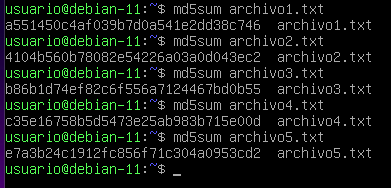 usuario@debian-11:~$ md5sum archivo1.txt
a551450c4af039b7d0a541e2dd38c746  archivo1.txt
usuario@debian-11:~$ md5sum archivo2.txt
4104b560b78082e54226a03a0d043ec2  archivo2.txt
usuario@debian-11:~$ md5sum archivo3.txt
b86b1d74ef82c6f556a7124467bd0b55  archivo3.txt
usuario@debian-11:~$ md5sum archivo4.txt
c35e16758b5d5473e25ab983b715e00d  archivo4.txt
usuario@debian-11:~$ md5sum archivo5.txt
e7a3b24c1912fc856f71c304a0953cd2  archivo5.txt
usuario@debian-11:~$ _